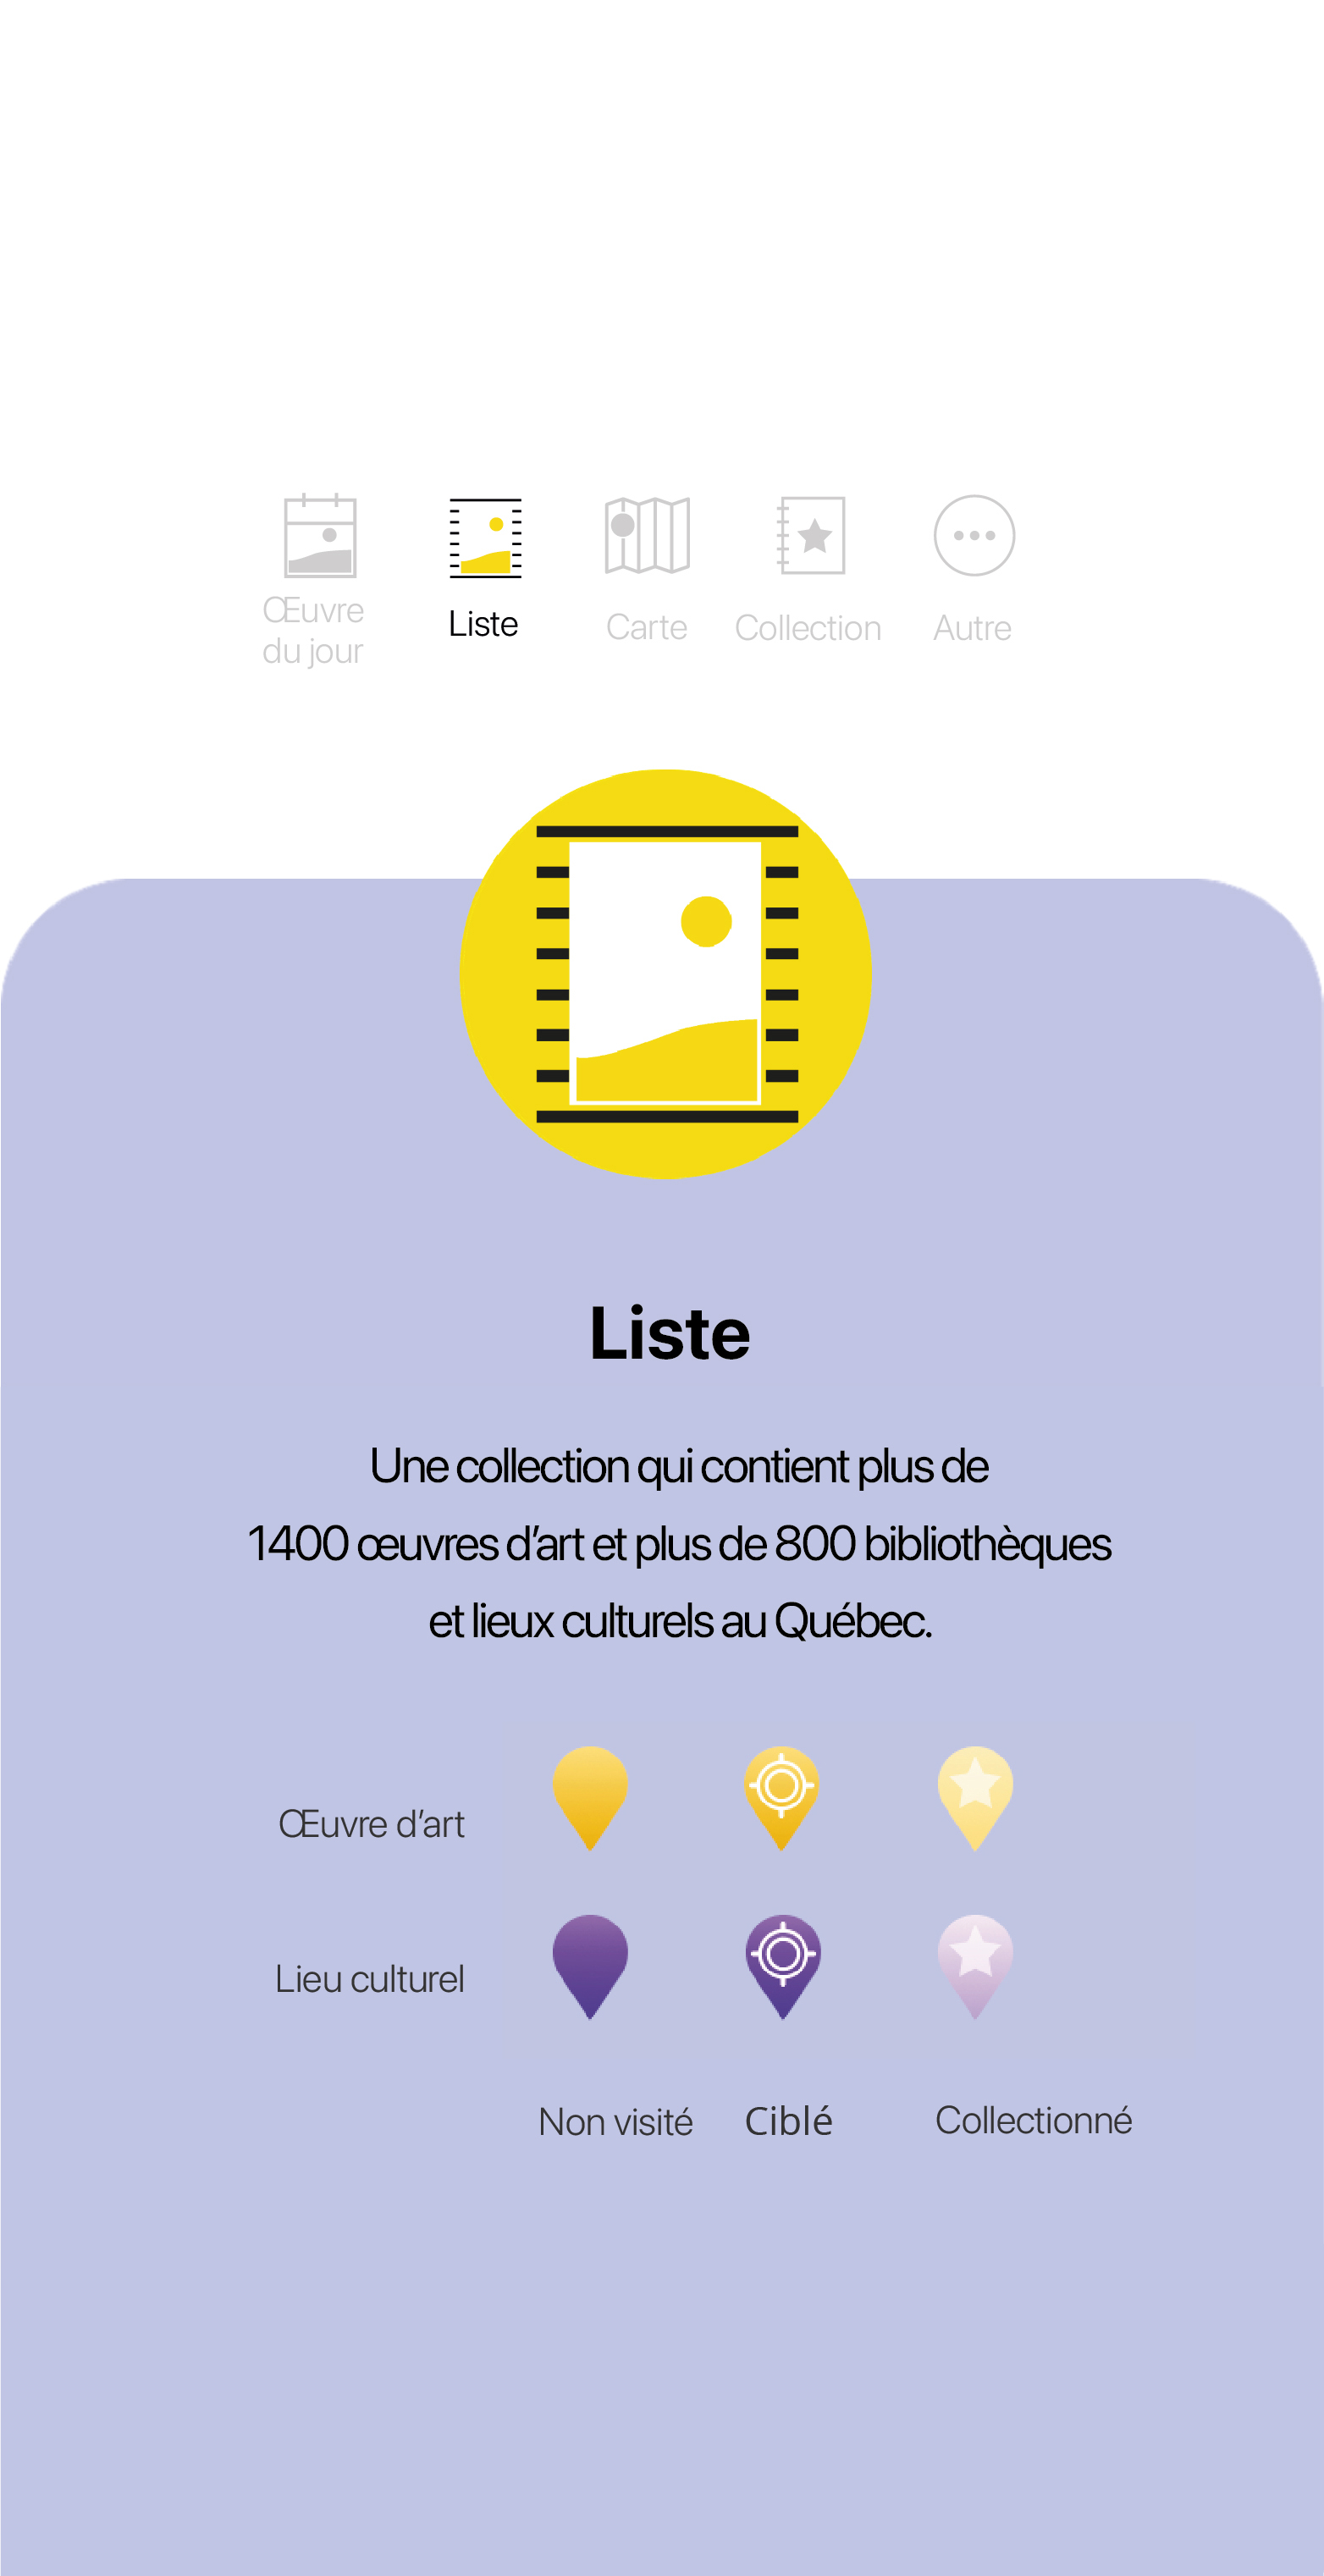 Œuvre
du jour
Liste
Carte
Collection
Autre
Liste
Une collection qui contient plus de
1400 œuvres d’art et plus de 800 bibliothèques
et lieux culturels au Québec.
Œuvre d’art
Lieu culturel
Non visité
Ciblé
Collectionné